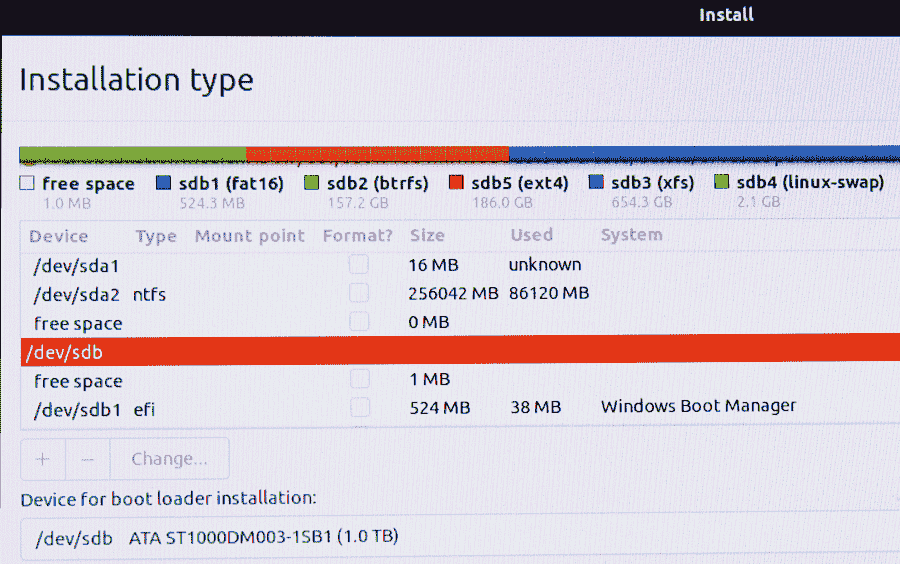 Install
Installation type
free space sdb1 (fat16) sdb2 (btrfs) sdb5 (ext4) sdb3 (xfs) sdb4 (linux-swap)
1.0 MB 524.3 MB 157.2 GB 186.0 GB 654.3 GB 2.1 GB
Device Type Mount point Format? Size Used System
/dev/sda1 16 MB unknown
/dev/sda2 ntfs 256042 MB 86120 MB
free space 0 MB
/dev/sdb
free space 1 MB
/dev/sdb1 efi 524 MB 38 MB Windows Boot Manager
+ − Change...
Device for boot loader installation:
/dev/sdb ATA ST1000DM003-1SB1 (1.0 TB)